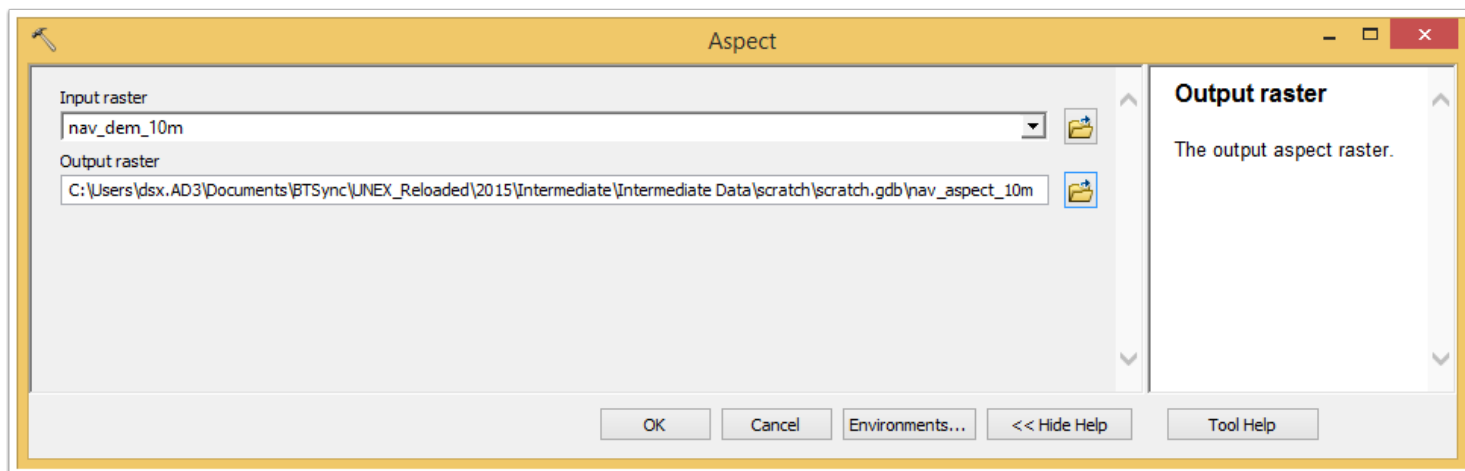 Aspect
Input raster
nav_dem_10m
Output raster
C:\Users\dsx.AD3\Documents\BTSync\UNEX_Reloaded\2015\Intermediate\Intermediate Data\scratch\scratch.gdb\nav_aspect_10m
Output raster
The output aspect raster.
OK
Cancel
Environments...
<< Hide Help
Tool Help